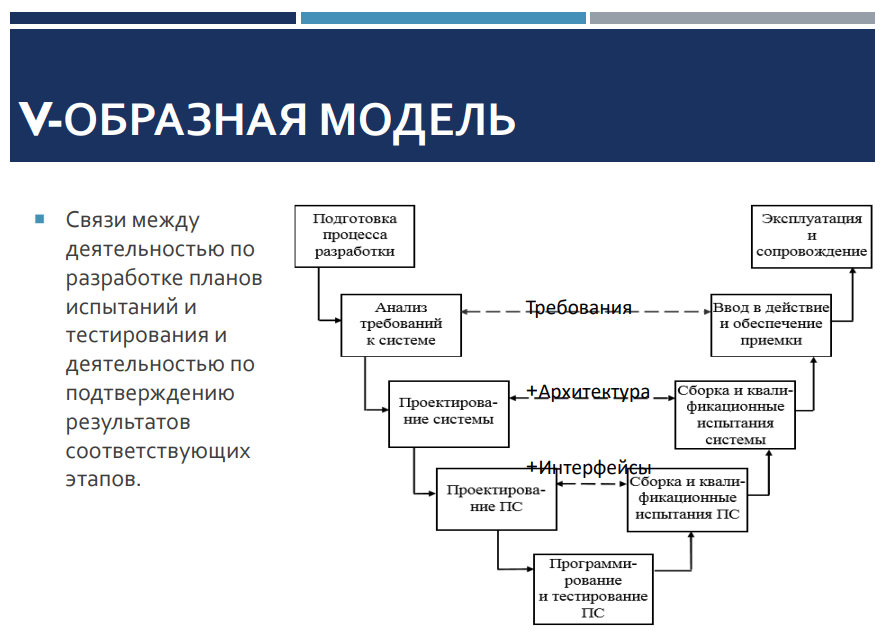 V-ОБРАЗНАЯ МОДЕЛЬ
Связи между
деятельностью по
разработке планов
испытаний и
тестирования и
деятельностью по
подтверждению
результатов
соответствующих
этапов.
Подготовка
процесса
разработки
Эксплуатация
и
сопровождение
Анализ
требований
к системе
Требования
Ввод в действие
и обеспечение
приемки
Проектирова-
ние системы
+Архитектура
Сборка и квали-
фикационные
испытания
системы
Проектирова-
ние ПС
+Интерфейсы
Сборка и квали-
фикационные
испытания ПС
Программи-
рование
и тестирование
ПС